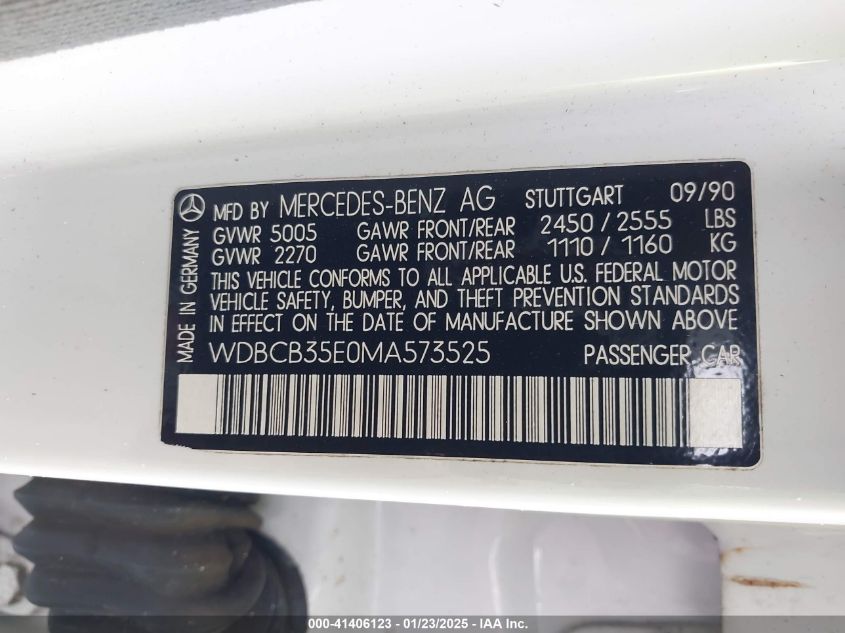 MFD BY MERCEDES-BENZ AG STUTTGART 09/90
GVWR 5005 GAWR FRONT/REAR 2450 / 2555 LBS
GVWR 2270 GAWR FRONT/REAR 1110 / 1160 KG
THIS VEHICLE CONFORMS TO ALL APPLICABLE U.S. FEDERAL MOTOR
VEHICLE SAFETY, BUMPER, AND THEFT PREVENTION STANDARDS
IN EFFECT ON THE DATE OF MANUFACTURE SHOWN ABOVE
WDBCB35E0MA573525 PASSENGER CAR
MADE IN GERMANY
000-41406123 — 01/23/2025 — IAA Inc.